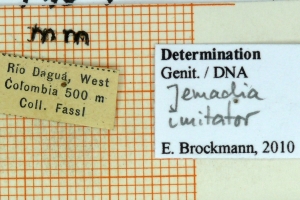 mm
Rio Dagua, West
Colombia 500 m
Coll. Fassl
Determination
Genit. / DNA
Jemadia
imitator
E. Brockmann, 2010